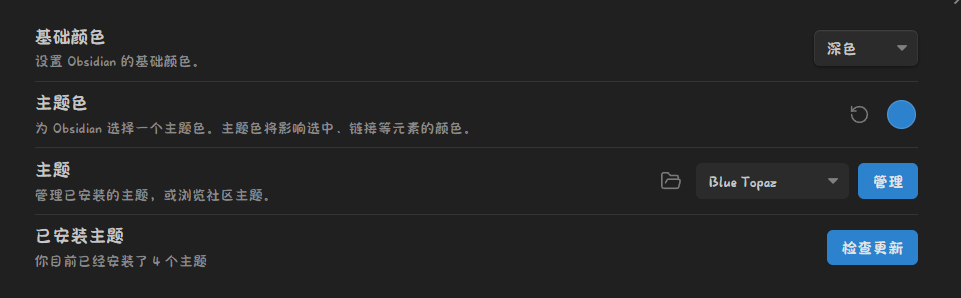 基础颜色
设置 Obsidian 的基础颜色。
深色
主题色
为 Obsidian 选择一个主题色。主题色将影响选中、链接等元素的颜色。
主题
管理已安装的主题，或浏览社区主题。
Blue Topaz
管理
已安装主题
你目前已经安装了 4 个主题
检查更新